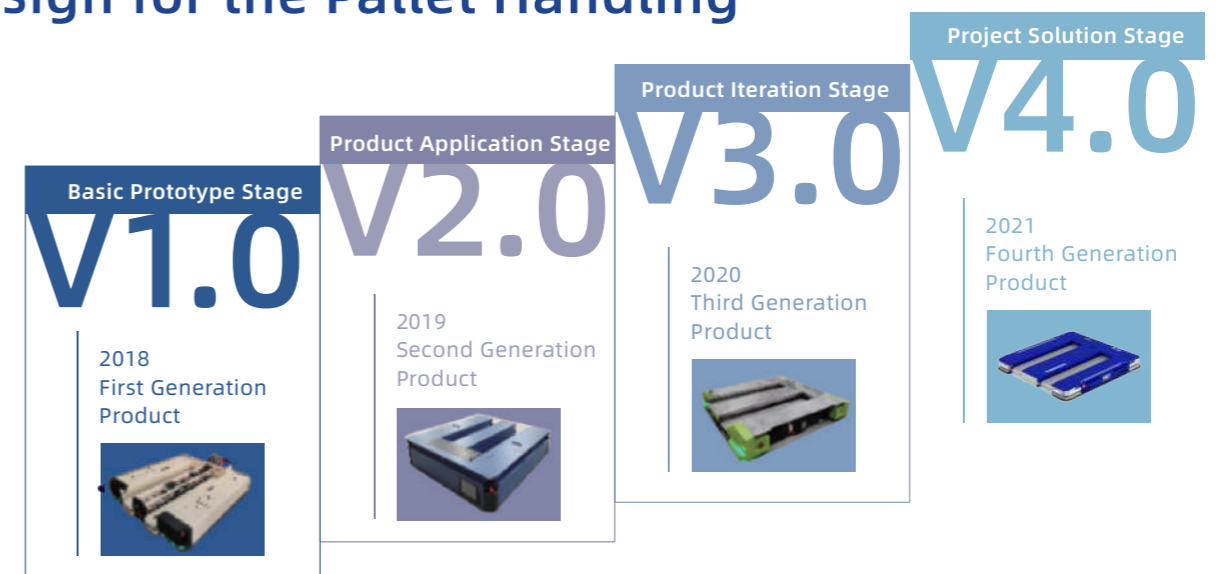 for the Pallet Handling
Project Solution Stage
V4.0
2021
Fourth Generation
Product
Product Iteration Stage
V3.0
2020
Third Generation
Product
Product Application Stage
V2.0
2019
Second Generation
Product
Basic Prototype Stage
V1.0
2018
First Generation
Product